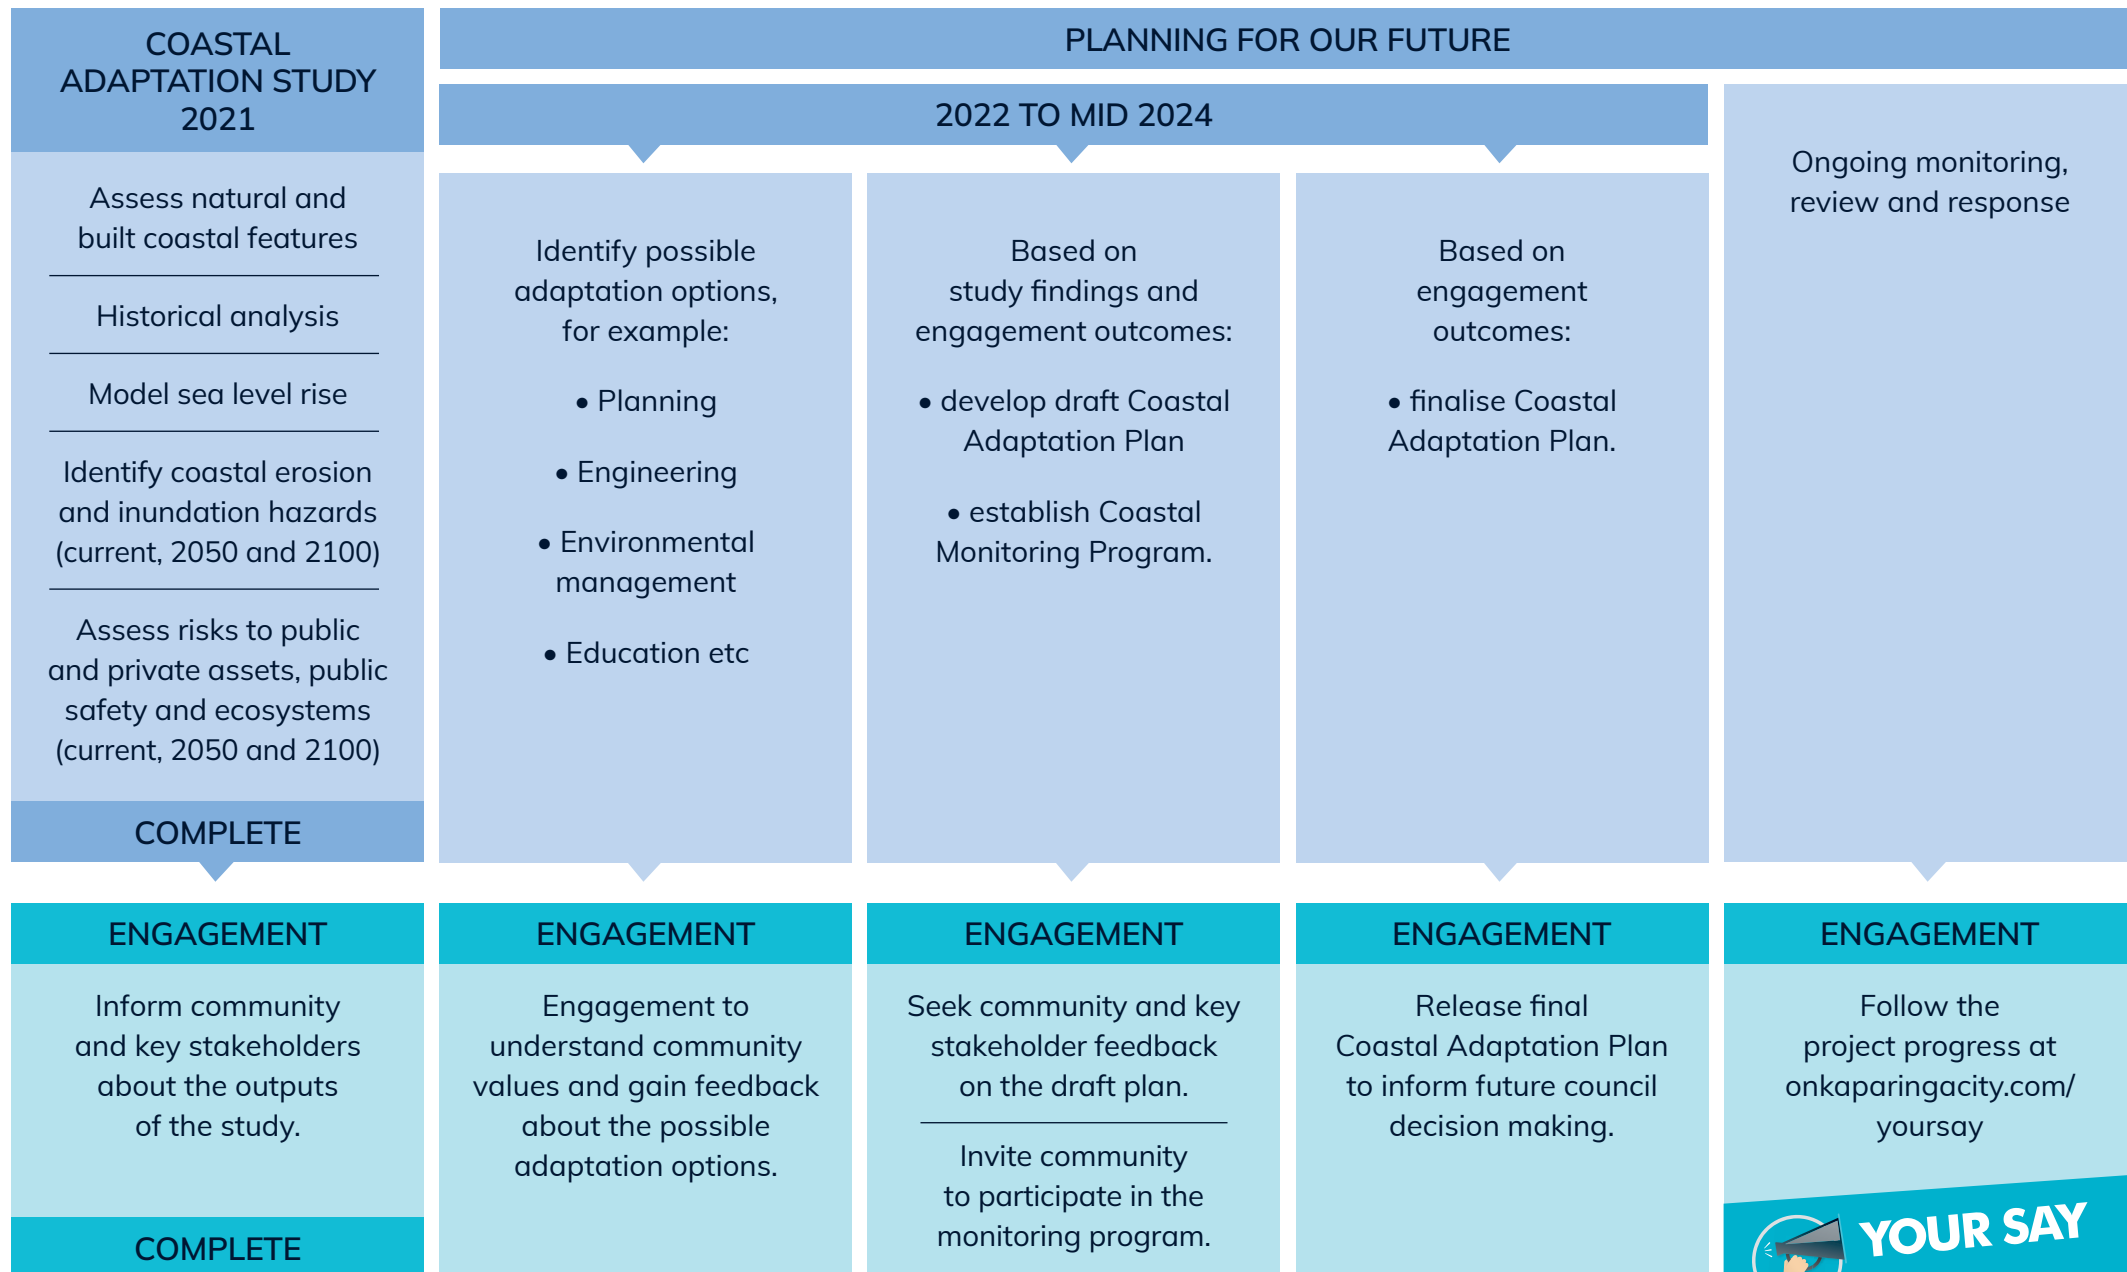 COASTAL
ADAPTATION STUDY
2021
Assess natural and
built coastal features
Historical analysis
Model sea level rise
Identify coastal erosion
and inundation hazards
(current, 2050 and 2100)
Assess risks to public
and private assets, public
safety and ecosystems
(current, 2050 and 2100)
COMPLETE
ENGAGEMENT
Inform community
and key stakeholders
about the outputs
of the study.
COMPLETE
PLANNING FOR OUR FUTURE
2022 TO MID 2024
Identify possible
adaptation options,
for example:
• Planning
• Engineering
• Environmental
management
• Education etc
ENGAGEMENT
Engagement to
understand community
values and gain feedback
about the possible
adaptation options.
Based on
study findings and
engagement outcomes:
• develop draft Coastal
Adaptation Plan
• establish Coastal
Monitoring Program.
ENGAGEMENT
Seek community and key
stakeholder feedback
on the draft plan.
Invite community
to participate in the
monitoring program.
Based on
engagement
outcomes:
• finalise Coastal
Adaptation Plan.
ENGAGEMENT
Release final
Coastal Adaptation Plan
to inform future council
decision making.
Ongoing monitoring,
review and response
ENGAGEMENT
Follow the
project progress at
onkaparingacity.com/
yoursay
YOUR SAY